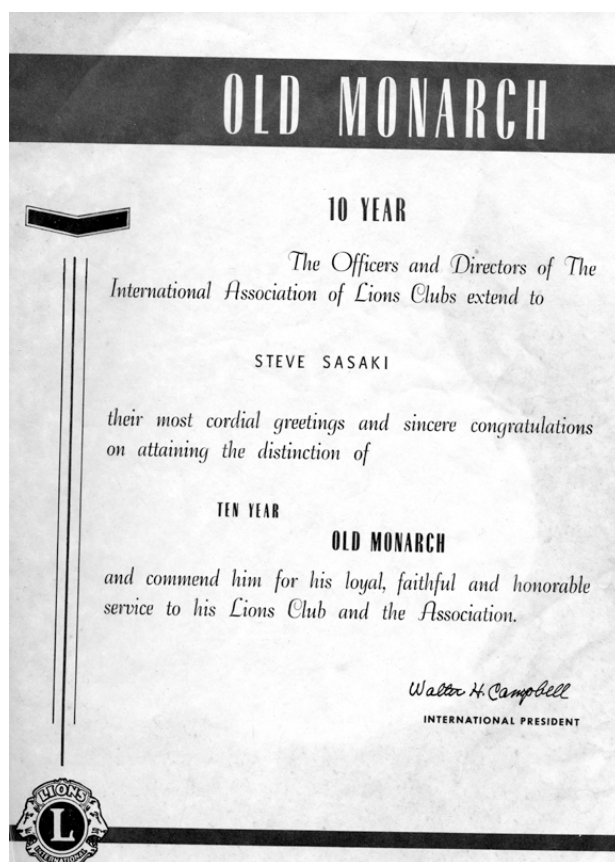 OLD MONARCH
10 YEAR
The Officers and Directors of The
International Association of Lions Clubs extend to
STEVE SASAKI
their most cordial greetings and sincere congratulations
on attaining the distinction of
TEN YEAR
OLD MONARCH
and commend him for his loyal, faithful and honorable
service to his Lions Club and the Association.
Walter H. Campbell
INTERNATIONAL PRESIDENT
LIONS
L
INTERNATIONAL